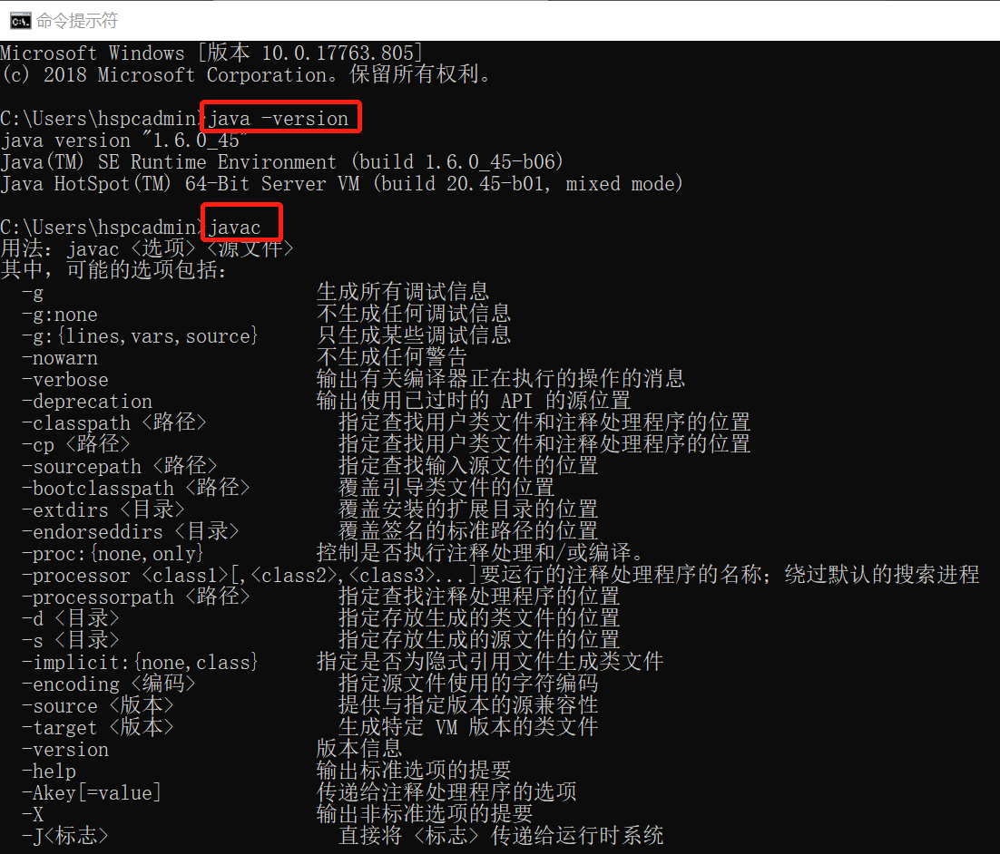 命令提示符
Microsoft Windows [版本 10.0.17763.805]
(c) 2018 Microsoft Corporation。保留所有权利。
C:\Users\hspcadmin>java -version
java version "1.6.0_45"
Java(TM) SE Runtime Environment (build 1.6.0_45-b06)
Java HotSpot(TM) 64-Bit Server VM (build 20.45-b01, mixed mode)
C:\Users\hspcadmin>javac
用法: javac <选项> <源文件>
其中，可能的选项包括:
-g 生成所有调试信息
-g:none 不生成任何调试信息
-g:{lines,vars,source} 只生成某些调试信息
-nowarn 不生成任何警告
-verbose 输出有关编译器正在执行的操作的消息
-deprecation 输出使用已过时的 API 的源位置
-classpath <路径> 指定查找用户类文件和注释处理程序的位置
-cp <路径> 指定查找用户类文件和注释处理程序的位置
-sourcepath <路径> 指定查找输入源文件的位置
-bootclasspath <路径> 覆盖引导类文件的位置
-extdirs <目录> 覆盖安装的扩展目录的位置
-endorseddirs <目录> 覆盖签名的标准路径的位置
-proc:{none,only} 控制是否执行注释处理和/或编译。
-processor <class1>[,<class2>,<class3>...]要运行的注释处理程序的名称；绕过默认的搜索进程
-processorpath <路径> 指定查找注释处理程序的位置
-d <目录> 指定存放生成的类文件的位置
-s <目录> 指定存放生成的源文件的位置
-implicit:{none,class} 指定是否为隐式引用文件生成类文件
-encoding <编码> 指定源文件使用的字符编码
-source <版本> 提供与指定版本的源兼容性
-target <版本> 生成特定 VM 版本的类文件
-version 版本信息
-help 输出标准选项的提要
-Akey[=value] 传递给注释处理程序的选项
-X 输出非标准选项的提要
-J<标志> 直接将 <标志> 传递给运行时系统